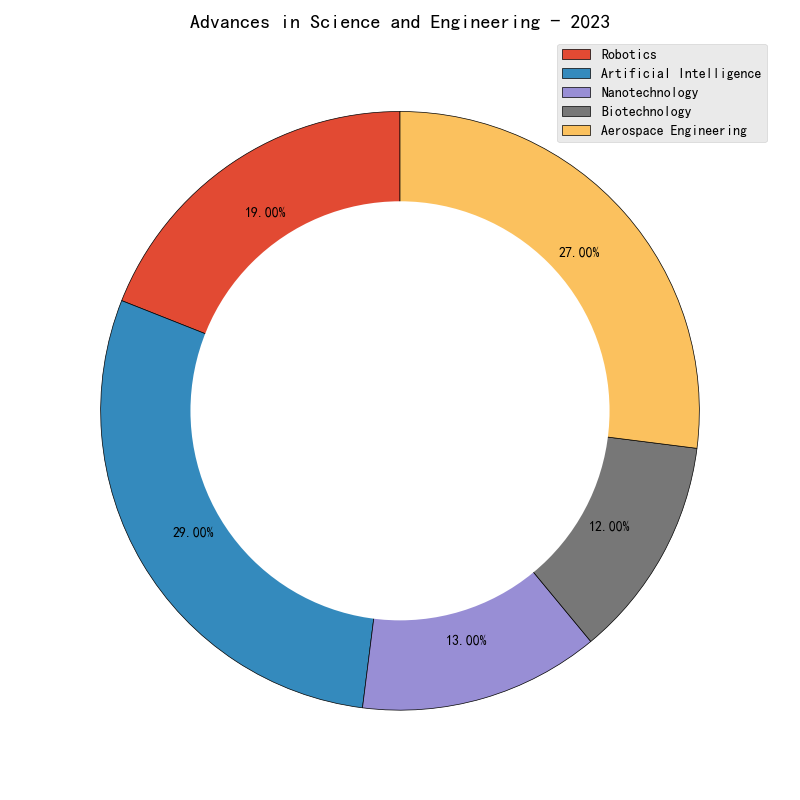 Advances in Science and Engineering - 2023
Robotics
Artificial Intelligence
Nanotechnology
Biotechnology
Aerospace Engineering
19.00%
27.00%
29.00%
12.00%
13.00%